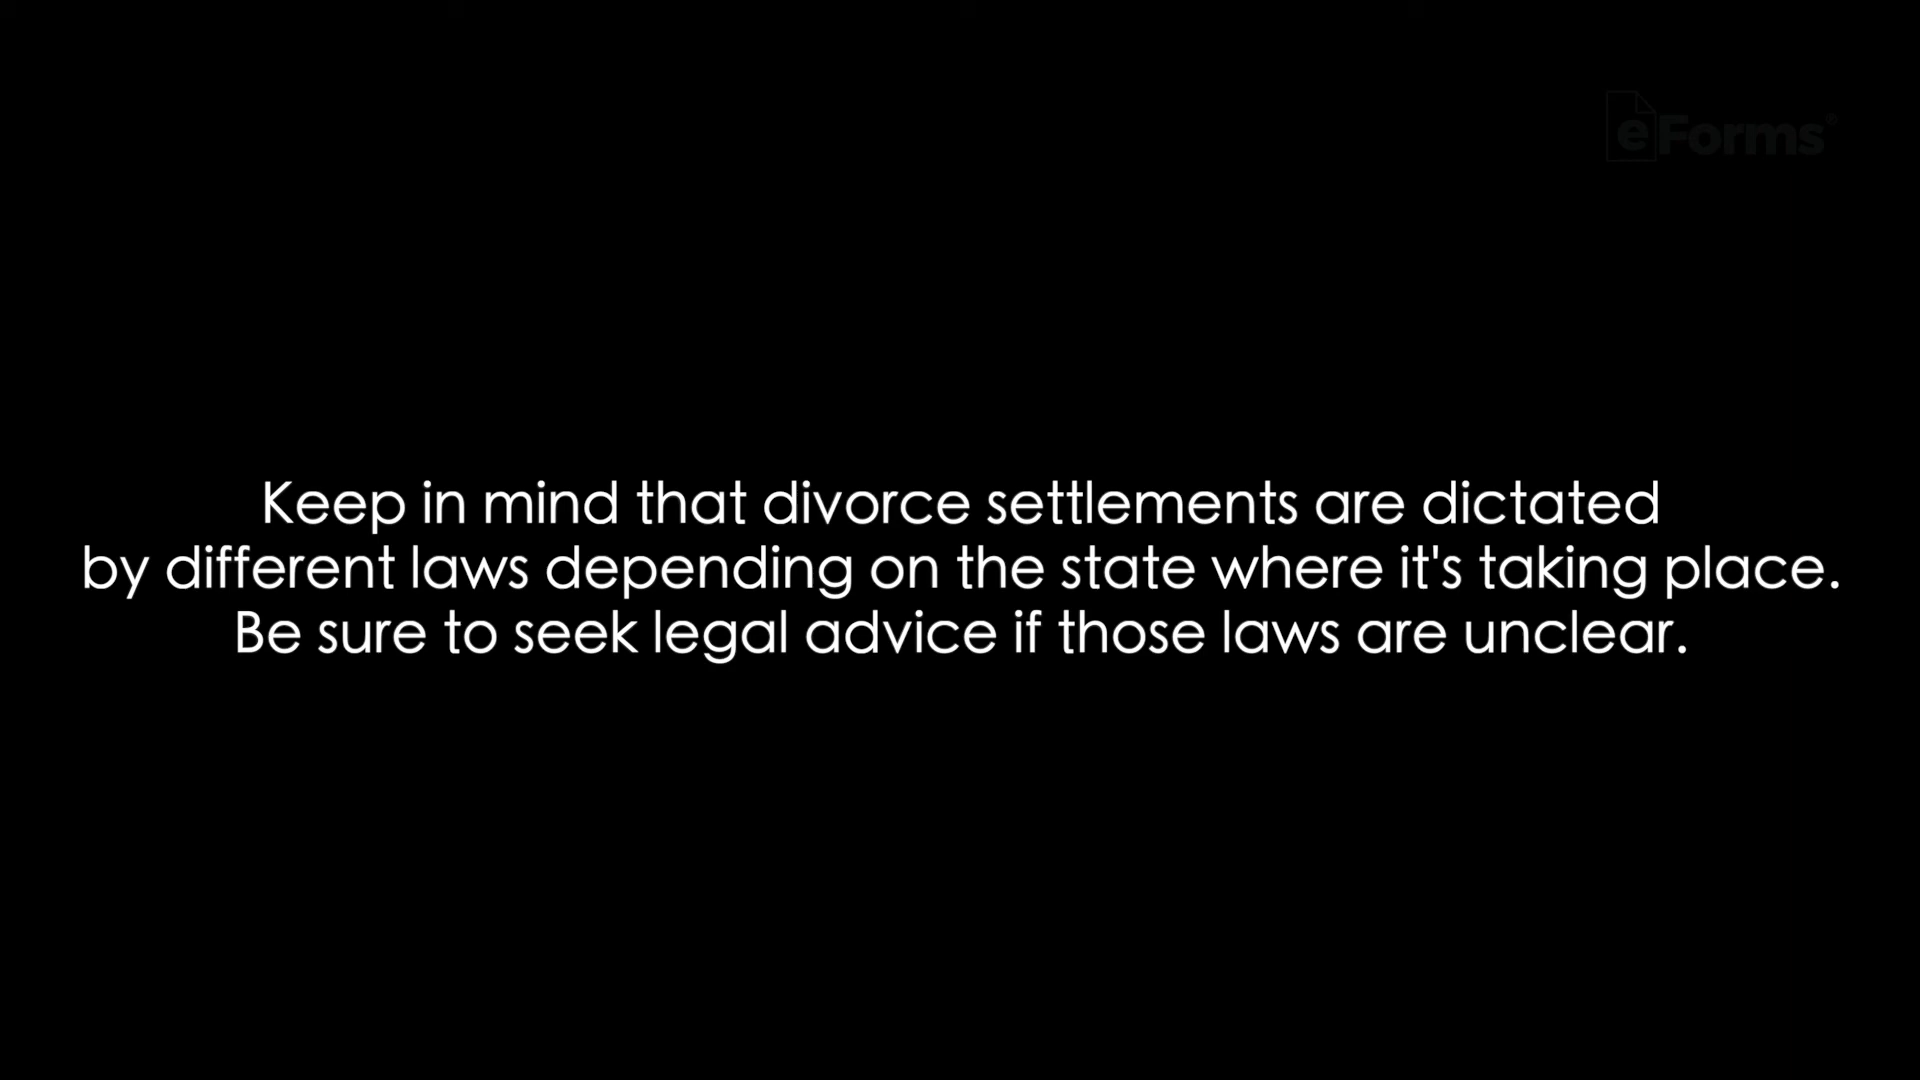 eForms®
Keep in mind that divorce settlements are dictated
by different laws depending on the state where it's taking place.
Be sure to seek legal advice if those laws are unclear.